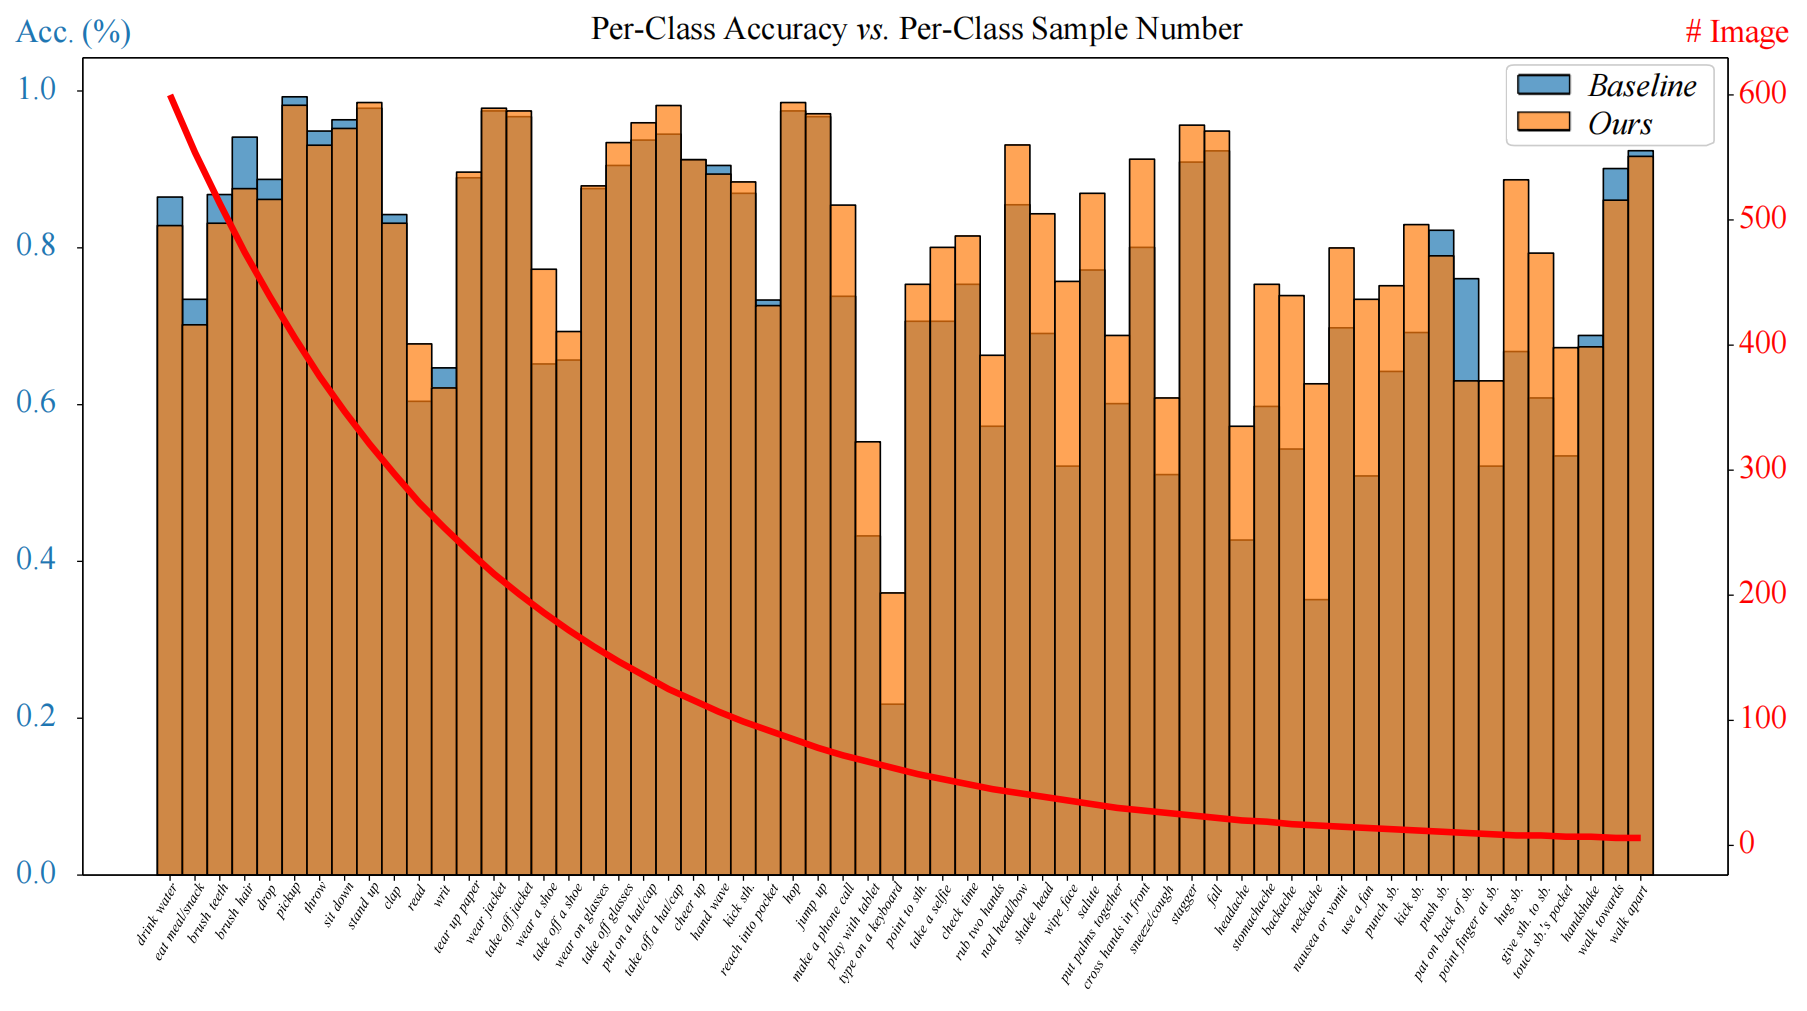 Acc. (%)
Per-Class Accuracy vs. Per-Class Sample Number
# Image
Baseline
Ours
1.0
0.8
0.6
0.4
0.2
0.0
600
500
400
300
200
100
0
drink water
eat meal/snack
brush teeth
brush hair
drop
pickup
throw
sit down
stand up
clap
read
writ
tear up paper
wear jacket
take off jacket
wear a shoe
take off a shoe
wear on glasses
take off glasses
put on a hat/cap
take off a hat/cap
cheer up
hand wave
kick sth.
reach into pocket
hop
jump up
make a phone call
play with tablet
type on a keyboard
point to sth.
take a selfie
check time
rub two hands
nod head/bow
shake head
wipe face
salute
put palms together
cross hands in front
sneeze/cough
stagger
fall
headache
stomachache
backache
neckache
nausea or vomit
use a fan
punch sb.
kick sb.
push sb.
pat on back of sb.
point finger at sb.
hug sb.
give sth. to sb.
touch sb.'s pocket
handshake
walk towards
walk apart